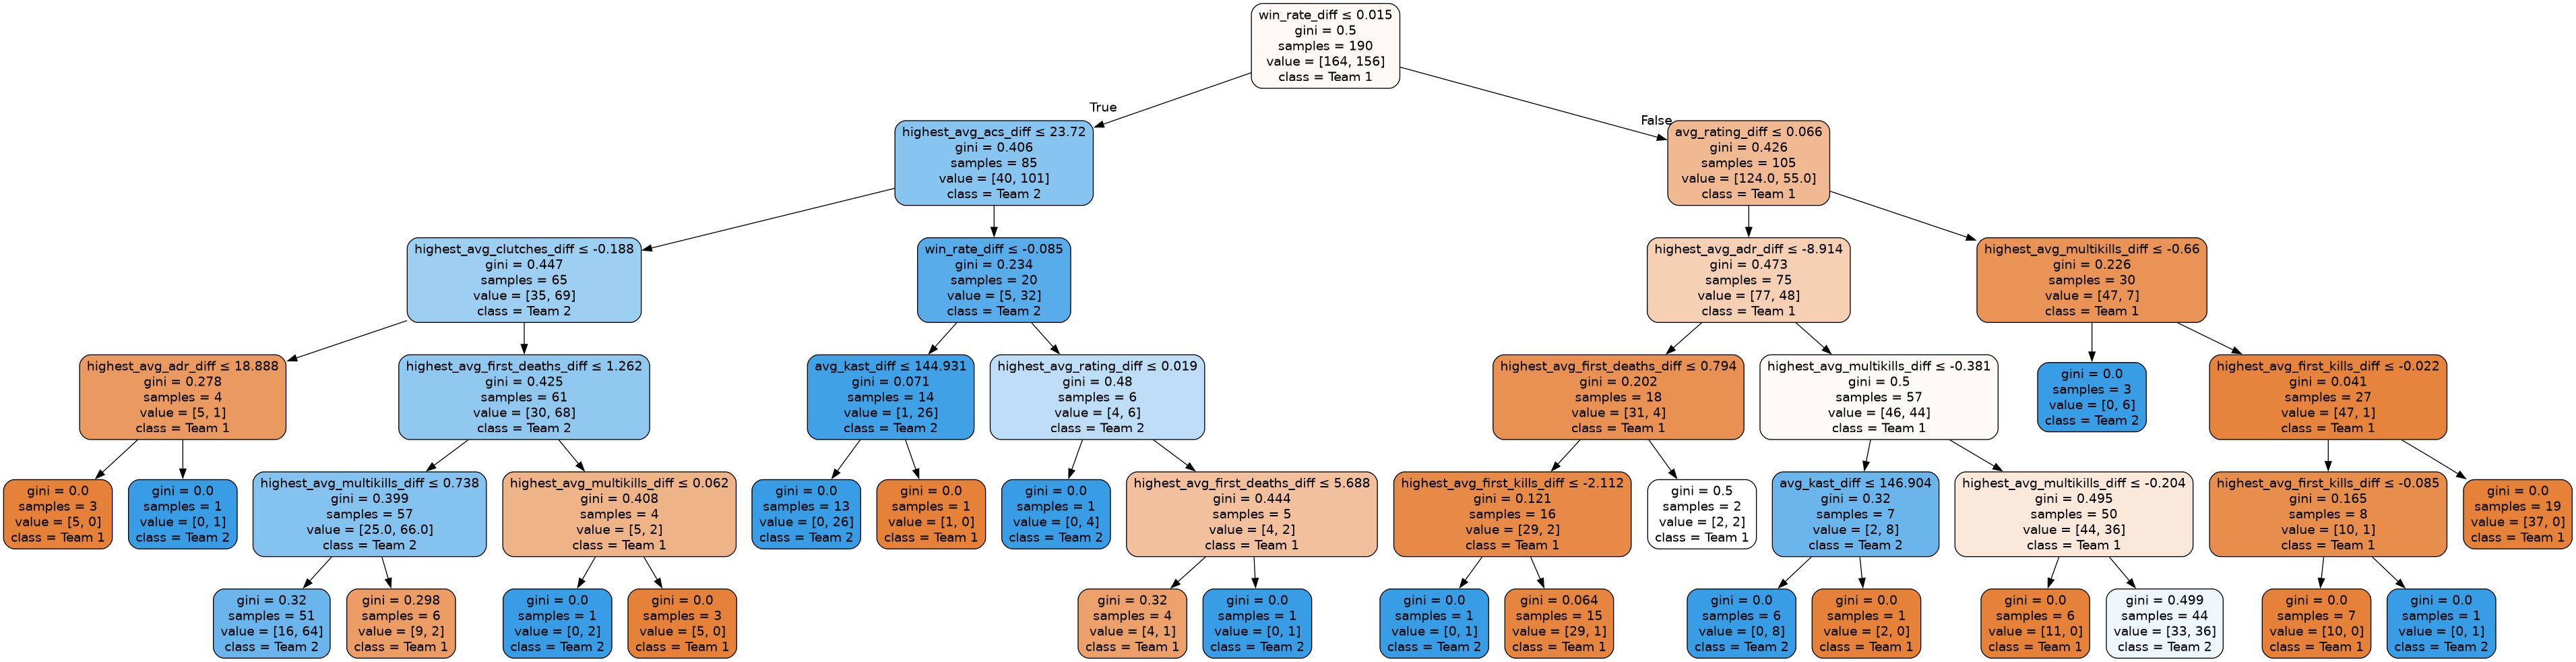 win_rate_diff ≤ 0.015
gini = 0.5
samples = 190
value = [164, 156]
class = Team 1
True
False
highest_avg_acs_diff ≤ 23.72
gini = 0.406
samples = 85
value = [40, 101]
class = Team 2
avg_rating_diff ≤ 0.066
gini = 0.426
samples = 105
value = [124.0, 55.0]
class = Team 1
highest_avg_clutches_diff ≤ -0.188
gini = 0.447
samples = 65
value = [35, 69]
class = Team 2
win_rate_diff ≤ -0.085
gini = 0.234
samples = 20
value = [5, 32]
class = Team 2
highest_avg_adr_diff ≤ -8.914
gini = 0.473
samples = 75
value = [77, 48]
class = Team 1
highest_avg_multikills_diff ≤ -0.66
gini = 0.226
samples = 30
value = [47, 7]
class = Team 1
highest_avg_adr_diff ≤ 18.888
gini = 0.278
samples = 4
value = [5, 1]
class = Team 1
highest_avg_first_deaths_diff ≤ 1.262
gini = 0.425
samples = 61
value = [30, 68]
class = Team 2
avg_kast_diff ≤ 144.931
gini = 0.071
samples = 14
value = [1, 26]
class = Team 2
highest_avg_rating_diff ≤ 0.019
gini = 0.48
samples = 6
value = [4, 6]
class = Team 2
highest_avg_first_deaths_diff ≤ 0.794
gini = 0.202
samples = 18
value = [31, 4]
class = Team 1
highest_avg_multikills_diff ≤ -0.381
gini = 0.5
samples = 57
value = [46, 44]
class = Team 1
gini = 0.0
samples = 3
value = [0, 6]
class = Team 2
highest_avg_first_kills_diff ≤ -0.022
gini = 0.041
samples = 27
value = [47, 1]
class = Team 1
gini = 0.0
samples = 3
value = [5, 0]
class = Team 1
gini = 0.0
samples = 1
value = [0, 1]
class = Team 2
highest_avg_multikills_diff ≤ 0.738
gini = 0.399
samples = 57
value = [25.0, 66.0]
class = Team 2
highest_avg_multikills_diff ≤ 0.062
gini = 0.408
samples = 4
value = [5, 2]
class = Team 1
gini = 0.0
samples = 13
value = [0, 26]
class = Team 2
gini = 0.0
samples = 1
value = [1, 0]
class = Team 1
gini = 0.0
samples = 1
value = [0, 4]
class = Team 2
highest_avg_first_deaths_diff ≤ 5.688
gini = 0.444
samples = 5
value = [4, 2]
class = Team 1
highest_avg_first_kills_diff ≤ -2.112
gini = 0.121
samples = 16
value = [29, 2]
class = Team 1
gini = 0.5
samples = 2
value = [2, 2]
class = Team 1
avg_kast_diff ≤ 146.904
gini = 0.32
samples = 7
value = [2, 8]
class = Team 2
highest_avg_multikills_diff ≤ -0.204
gini = 0.495
samples = 50
value = [44, 36]
class = Team 1
highest_avg_first_kills_diff ≤ -0.085
gini = 0.165
samples = 8
value = [10, 1]
class = Team 1
gini = 0.0
samples = 19
value = [37, 0]
class = Team 1
gini = 0.32
samples = 51
value = [16, 64]
class = Team 2
gini = 0.298
samples = 6
value = [9, 2]
class = Team 1
gini = 0.0
samples = 1
value = [0, 2]
class = Team 2
gini = 0.0
samples = 3
value = [5, 0]
class = Team 1
gini = 0.32
samples = 4
value = [4, 1]
class = Team 1
gini = 0.0
samples = 1
value = [0, 1]
class = Team 2
gini = 0.0
samples = 1
value = [0, 1]
class = Team 2
gini = 0.064
samples = 15
value = [29, 1]
class = Team 1
gini = 0.0
samples = 6
value = [0, 8]
class = Team 2
gini = 0.0
samples = 1
value = [2, 0]
class = Team 1
gini = 0.0
samples = 6
value = [11, 0]
class = Team 1
gini = 0.499
samples = 44
value = [33, 36]
class = Team 2
gini = 0.0
samples = 7
value = [10, 0]
class = Team 1
gini = 0.0
samples = 1
value = [0, 1]
class = Team 2